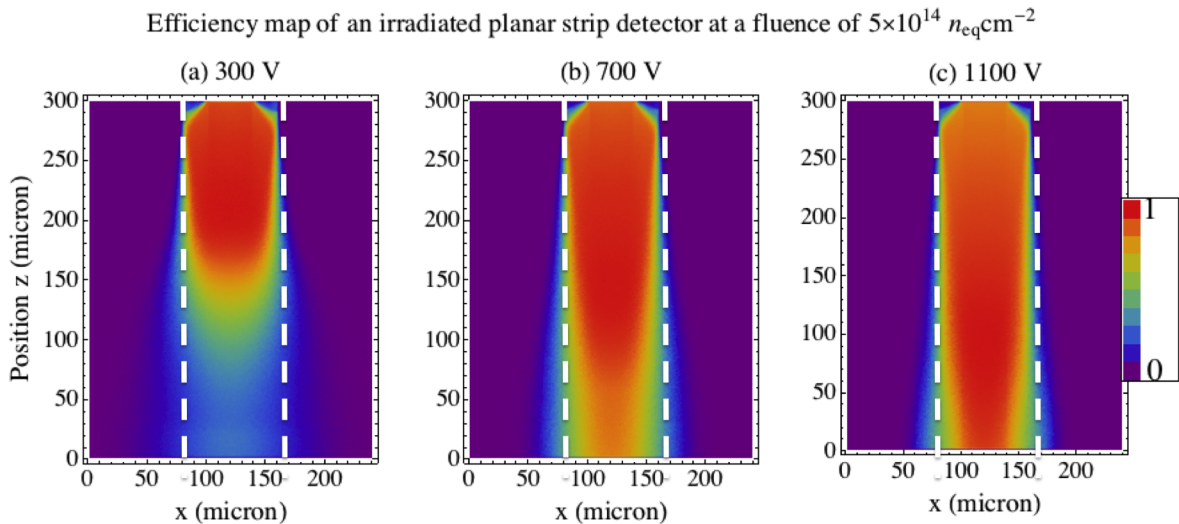 Efficiency map of an irradiated planar strip detector at a fluence of 5×10¹⁴ n_eq cm⁻²
(a) 300 V
(b) 700 V
(c) 1100 V
Position z (micron)
300
250
200
150
100
50
0
0 50 100 150 200
x (micron)
300
250
200
150
100
50
0
0 50 100 150 200
x (micron)
300
250
200
150
100
50
0
0 50 100 150 200
x (micron)
1
0